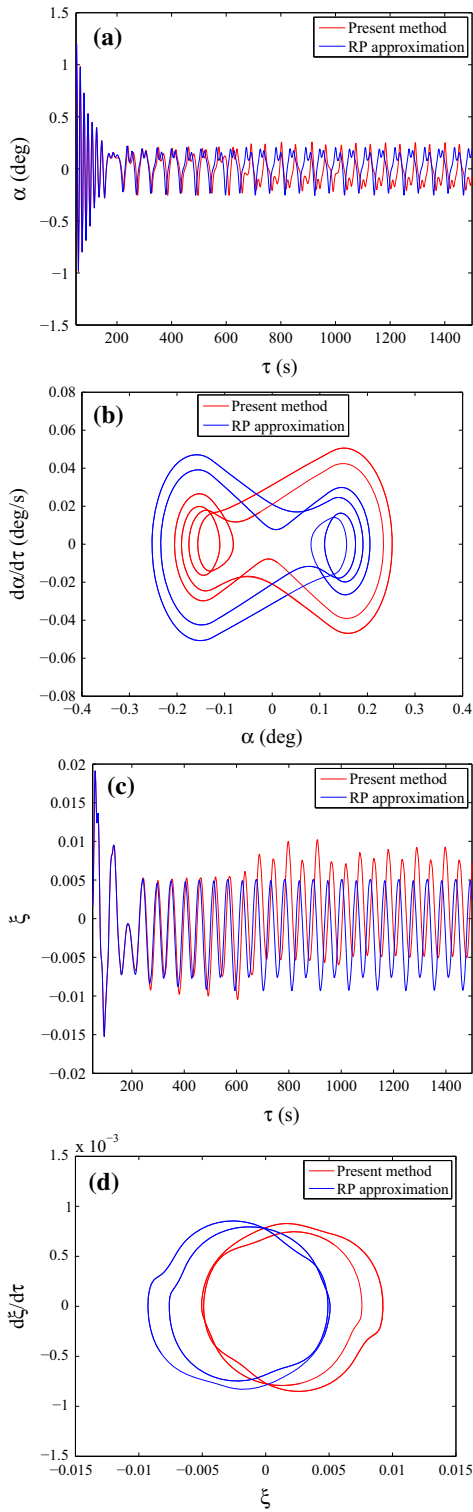 1.5
(a)
Present method
RP approximation
1
0.5
0
−0.5
−1
−1.5
α (deg)
200 400 600 800 1000 1200 1400
τ (s)
0.08
(b)
Present method
RP approximation
0.06
0.04
0.02
0
−0.02
−0.04
−0.06
−0.08
dα/dτ (deg/s)
−0.4 −0.3 −0.2 −0.1 0 0.1 0.2 0.3 0.4
α (deg)
0.02
(c)
Present method
RP approximation
0.015
0.01
0.005
0
−0.005
−0.01
−0.015
−0.02
ξ
200 400 600 800 1000 1200 1400
τ (s)
x 10−3
1.5
(d)
Present method
RP approximation
1
0.5
0
−0.5
−1
−1.5
dξ/dτ
−0.015 −0.01 −0.005 0 0.005 0.01 0.015
ξ